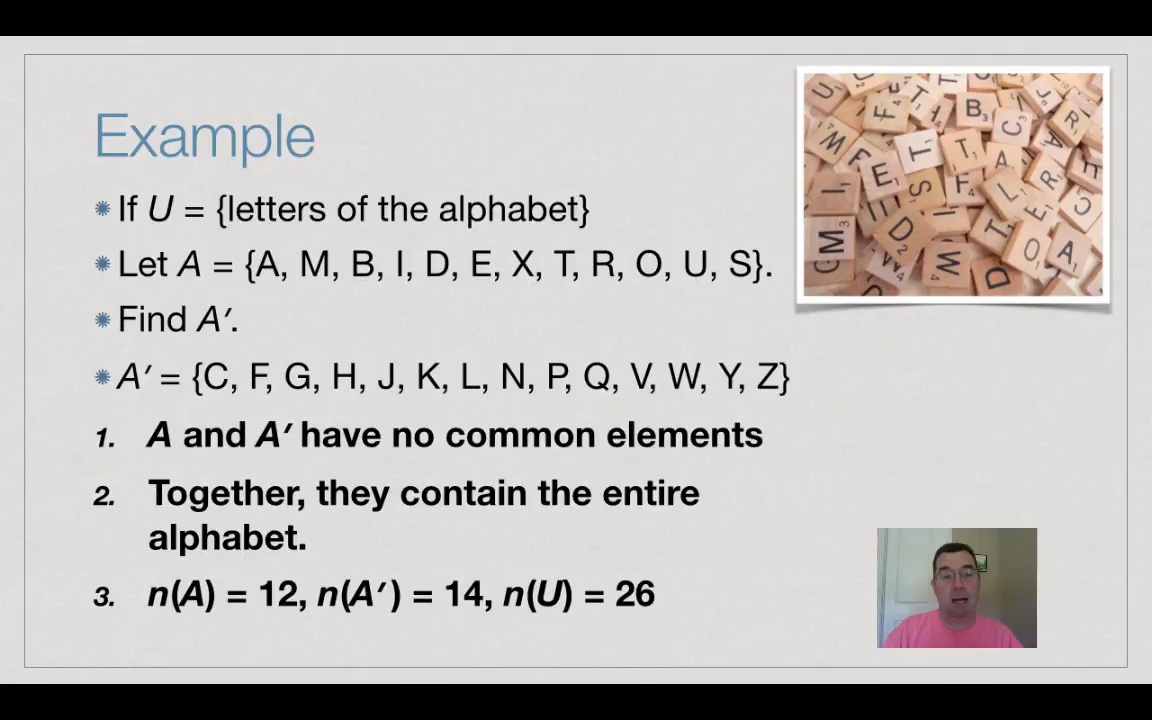 Example
If U = {letters of the alphabet}
Let A = {A, M, B, I, D, E, X, T, R, O, U, S}.
Find A′.
A′ = {C, F, G, H, J, K, L, N, P, Q, V, W, Y, Z}
1. A and A′ have no common elements
2. Together, they contain the entire
alphabet.
3. n(A) = 12, n(A′) = 14, n(U) = 26